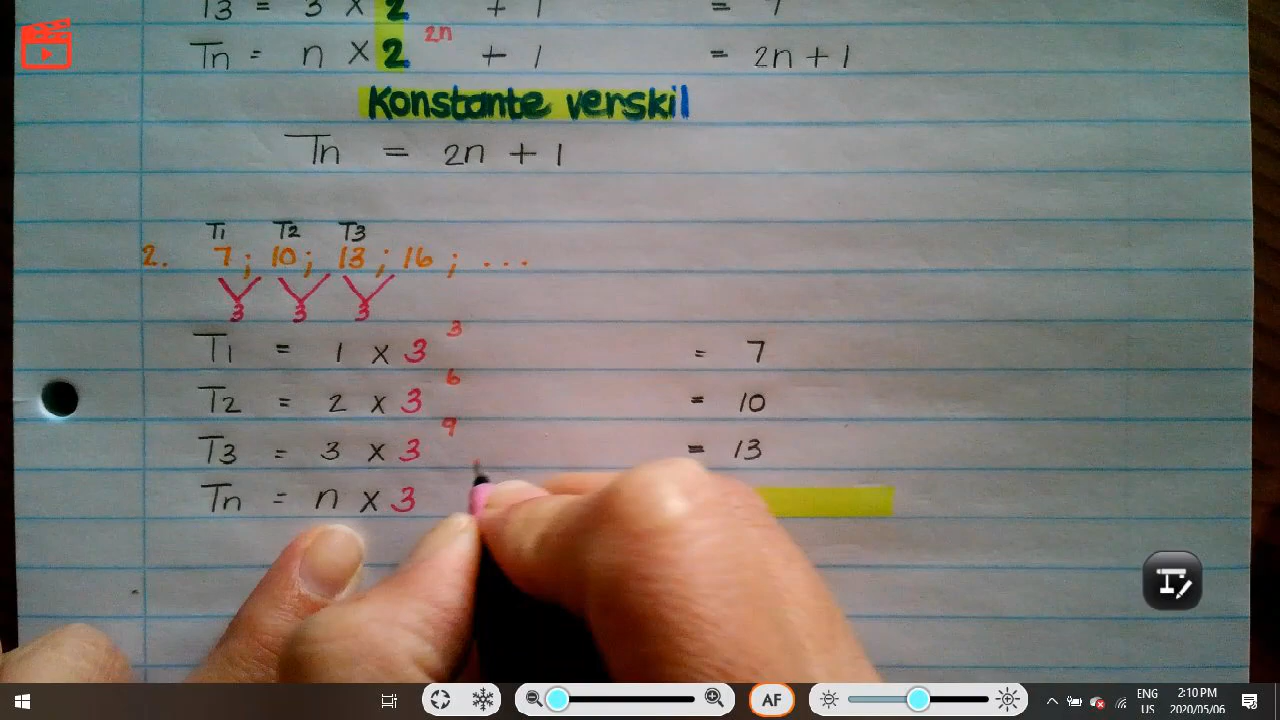 T3 = 3 × 2 + 1 = 7
2n
Tn = n × 2 + 1 = 2n + 1
Konstante verskil
Tn = 2n + 1
T1 T2 T3
2. 7 ; 10 ; 13 ; 16 ; ...
3 3 3
3
T1 = 1 × 3 = 7
6
T2 = 2 × 3 = 10
9
T3 = 3 × 3 = 13
Tn = n × 3
AF
ENG 2:10 PM
US 2020/05/06